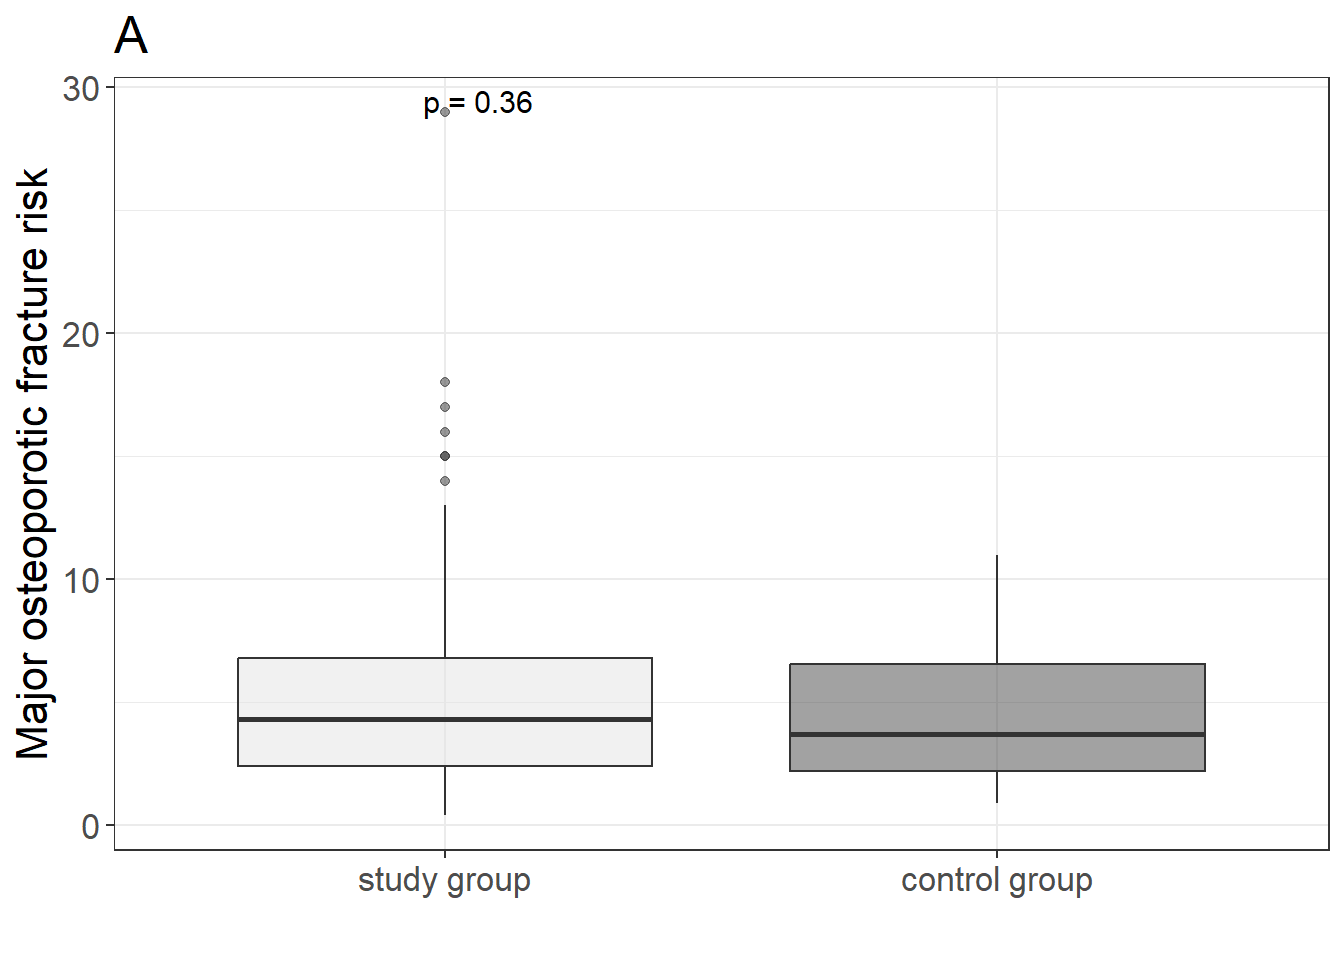 A
Major osteoporotic fracture risk
30
20
10
0
p = 0.36
study group
control group